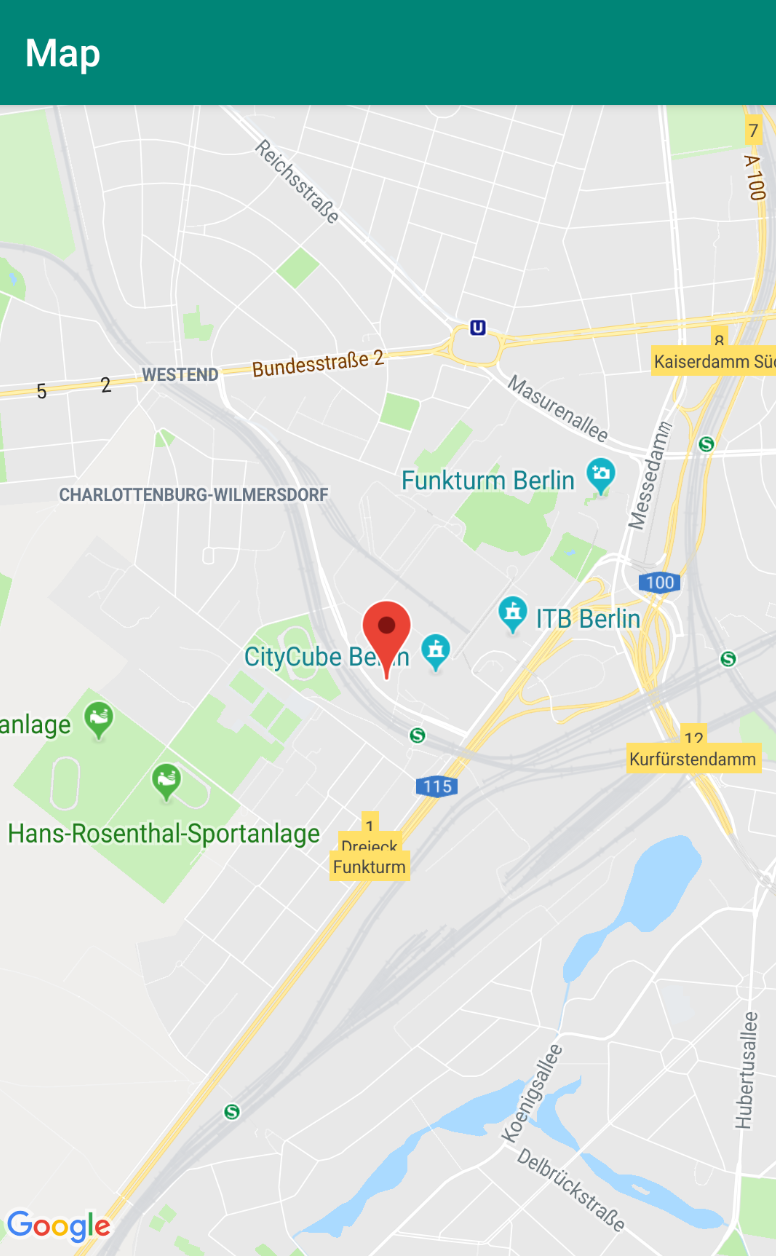 Map
7
A 100
Reichsstraße
U
8
Kaiserdamm Süd
Bundesstraße 2
WESTEND
5
2
Masurenallee
S
Messedamm
Funkturm Berlin
CHARLOTTENBURG-WILMERSDORF
100
ITB Berlin
CityCube Berlin
S
anlage
S
12
Kurfürstendamm
115
1
Dreieck
Funkturm
Hans-Rosenthal-Sportanlage
Hubertusallee
Koenigsallee
S
Delbrückstraße
Google